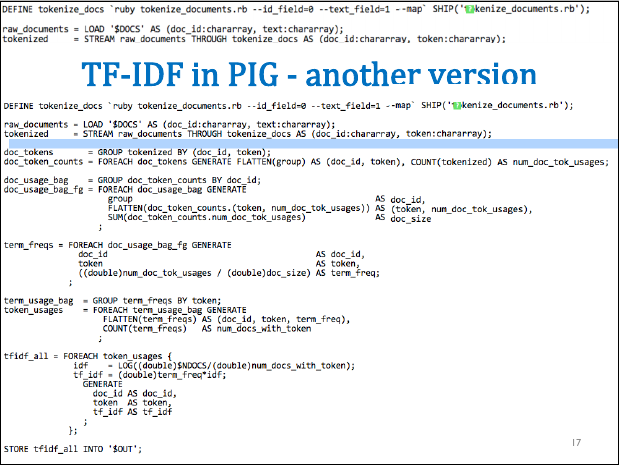 DEFINE tokenize_docs `ruby tokenize_documents.rb --id_field=0 --text_field=1 --map` SHIP('tokenize_documents.rb');
raw_documents = LOAD '$DOCS' AS (doc_id:chararray, text:chararray);
tokenized = STREAM raw_documents THROUGH tokenize_docs AS (doc_id:chararray, token:chararray);
TF-IDF in PIG - another version
DEFINE tokenize_docs `ruby tokenize_documents.rb --id_field=0 --text_field=1 --map` SHIP('tokenize_documents.rb');
raw_documents = LOAD '$DOCS' AS (doc_id:chararray, text:chararray);
tokenized = STREAM raw_documents THROUGH tokenize_docs AS (doc_id:chararray, token:chararray);
doc_tokens = GROUP tokenized BY (doc_id, token);
doc_token_counts = FOREACH doc_tokens GENERATE FLATTEN(group) AS (doc_id, token), COUNT(tokenized) AS num_doc_tok_usages;
doc_usage_bag = GROUP doc_token_counts BY doc_id;
doc_usage_bag_fg = FOREACH doc_usage_bag GENERATE
group AS doc_id,
FLATTEN(doc_token_counts.(token, num_doc_tok_usages)) AS (token, num_doc_tok_usages),
SUM(doc_token_counts.num_doc_tok_usages) AS doc_size
;
term_freqs = FOREACH doc_usage_bag_fg GENERATE
doc_id AS doc_id,
token AS token,
((double)num_doc_tok_usages / (double)doc_size) AS term_freq;
;
term_usage_bag = GROUP term_freqs BY token;
token_usages = FOREACH term_usage_bag GENERATE
FLATTEN(term_freqs) AS (doc_id, token, term_freq),
COUNT(term_freqs) AS num_docs_with_token
;
tfidf_all = FOREACH token_usages {
idf = LOG((double)$NDOCS/(double)num_docs_with_token);
tf_idf = (double)term_freq*idf;
GENERATE
doc_id AS doc_id,
token AS token,
tf_idf AS tf_idf
;
};
STORE tfidf_all INTO '$OUT';
17